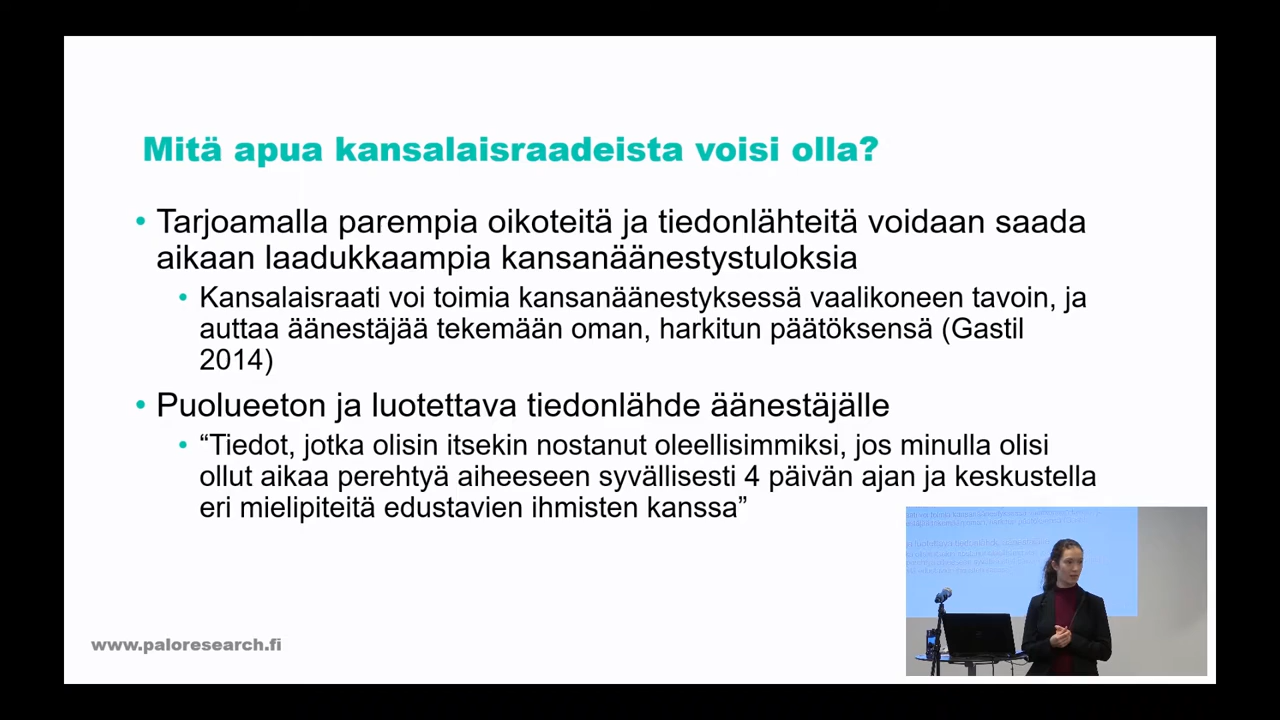 Mitä apua kansalaisraadeista voisi olla?
• Tarjoamalla parempia oikoteitä ja tiedonlähteitä voidaan saada
aikaan laadukkaampia kansanäänestystuloksia
• Kansalaisraati voi toimia kansanäänestyksessä vaalikoneen tavoin, ja
auttaa äänestäjää tekemään oman, harkitun päätöksensä (Gastil
2014)
• Puolueeton ja luotettava tiedonlähde äänestäjälle
• “Tiedot, jotka olisin itsekin nostanut oleellisimmiksi, jos minulla olisi
ollut aikaa perehtyä aiheeseen syvällisesti 4 päivän ajan ja keskustella
eri mielipiteitä edustavien ihmisten kanssa”
www.paloresearch.fi